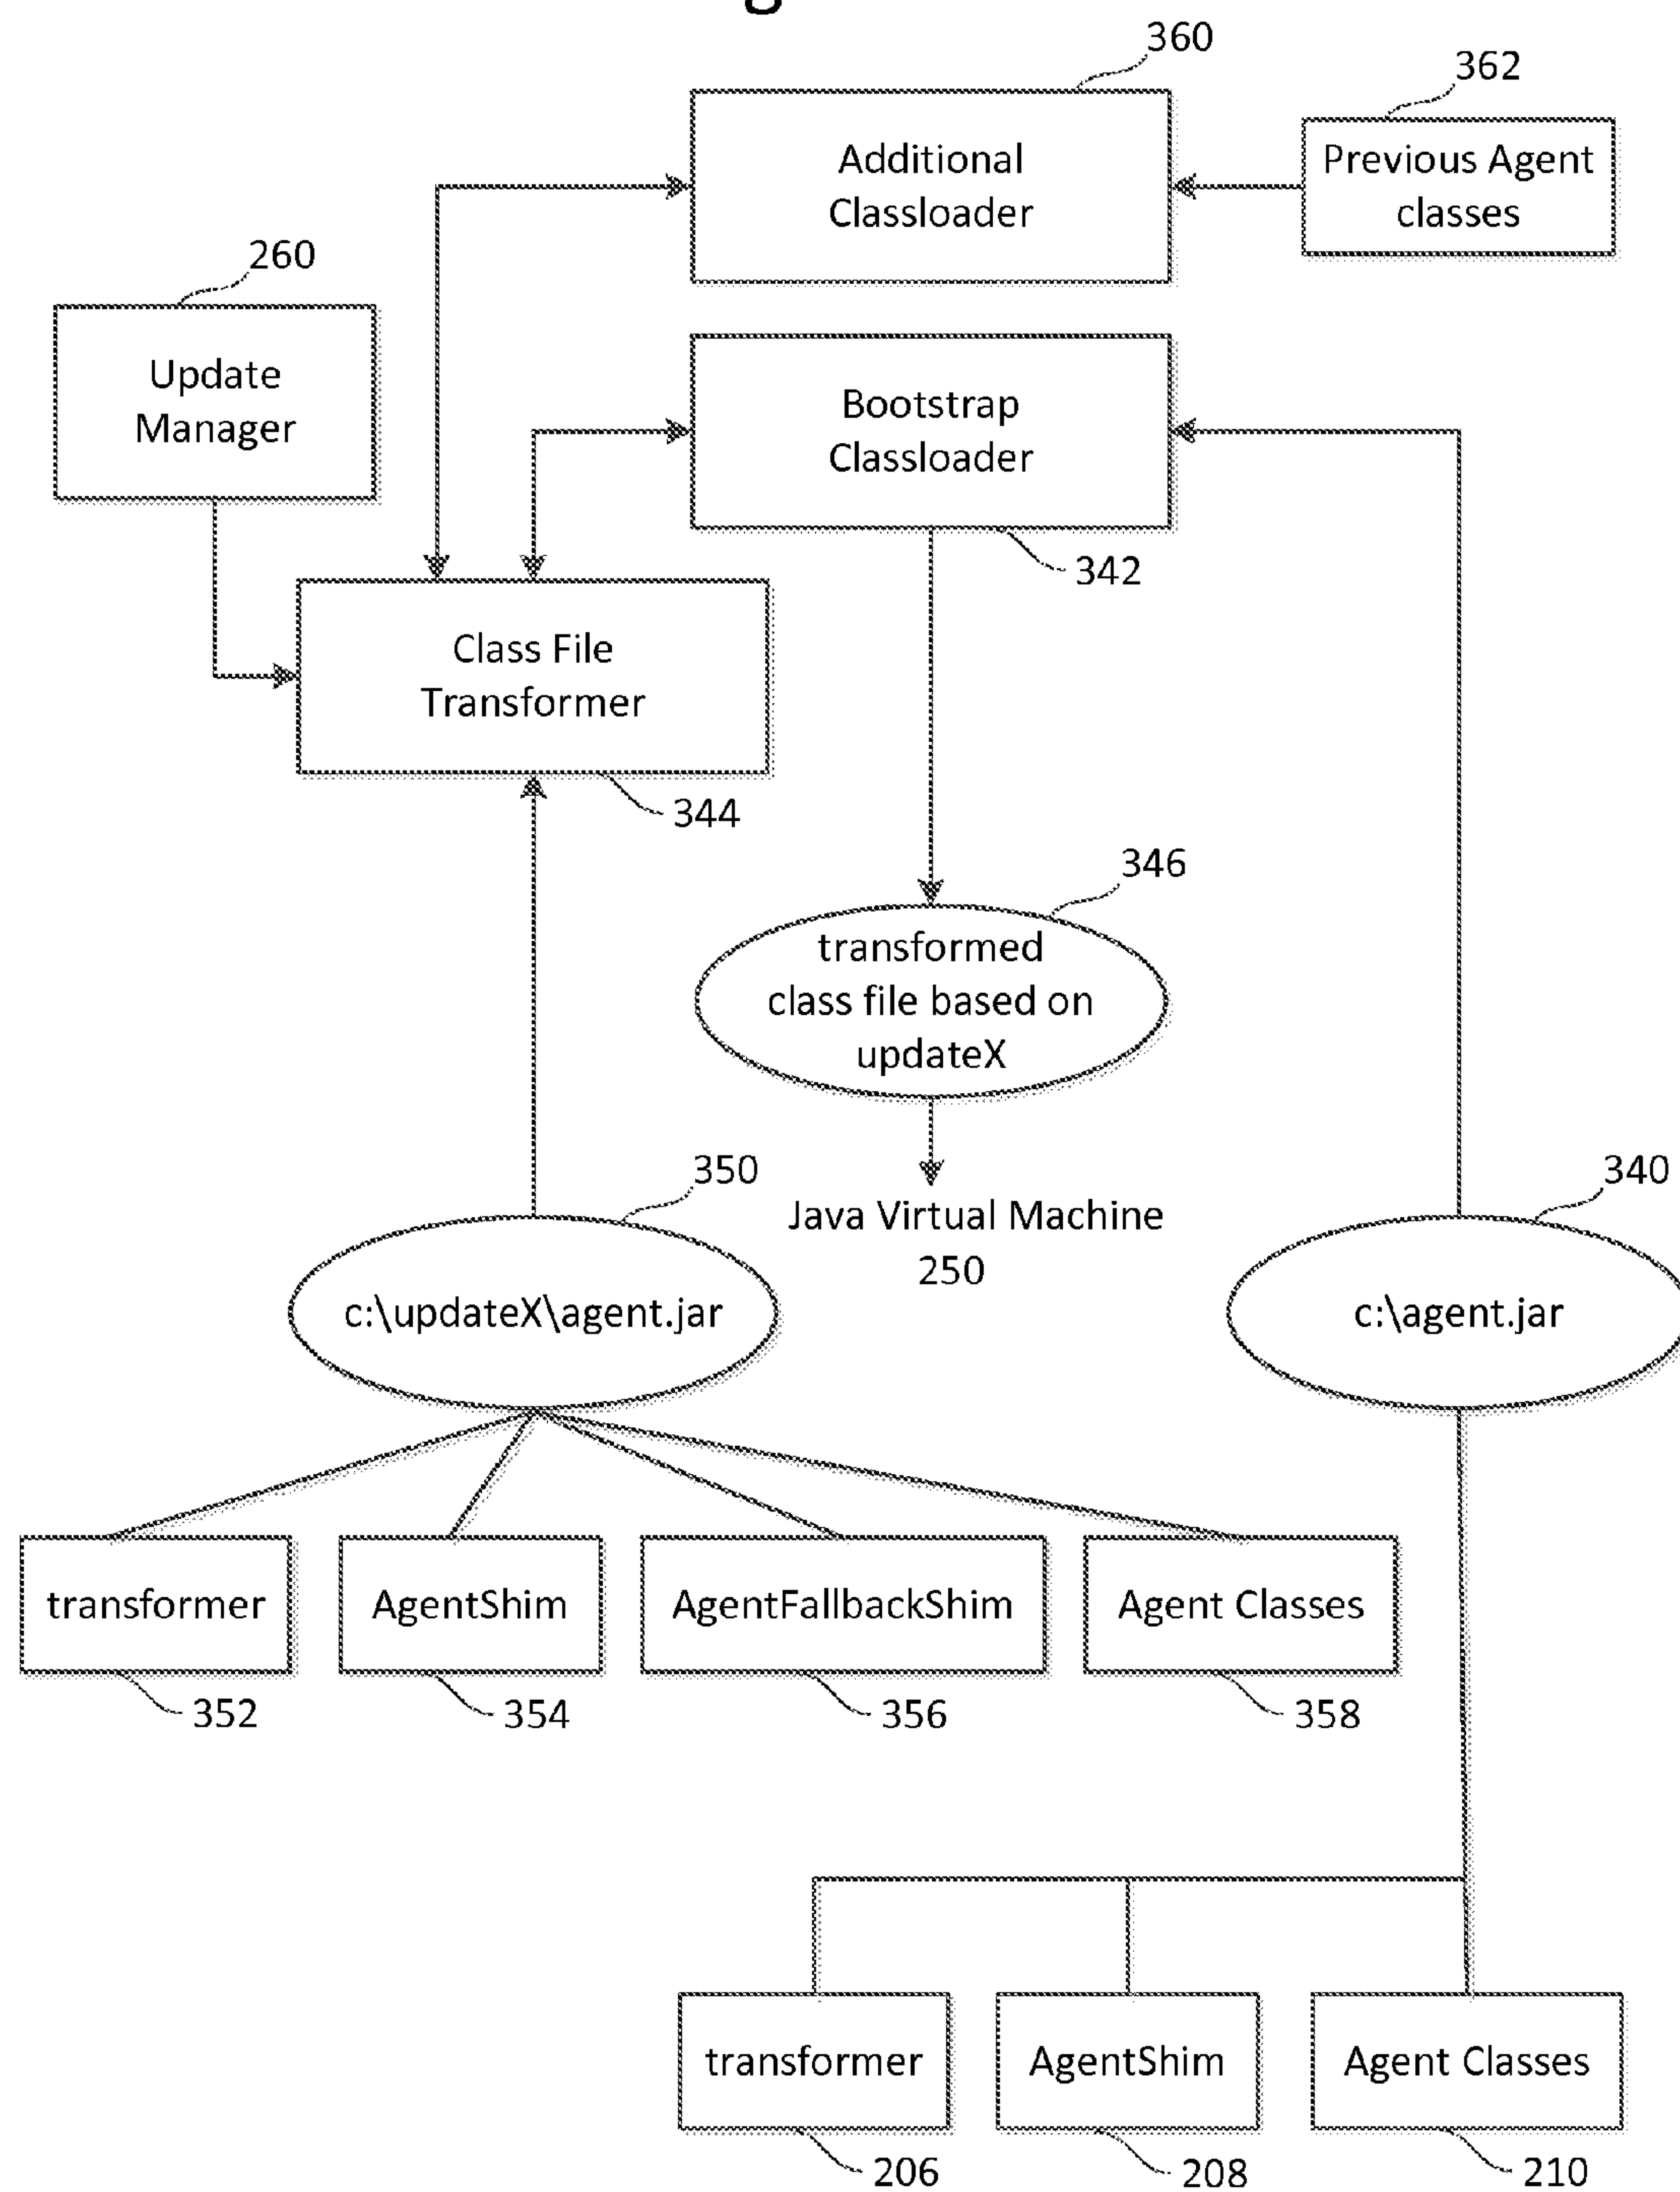 360
362
Additional
Classloader
Previous Agent
classes
260
Update
Manager
Bootstrap
Classloader
342
Class File
Transformer
344
346
transformed
class file based on
updateX
350
Java Virtual Machine
250
340
c:\updateX\agent.jar
c:\agent.jar
transformer
AgentShim
AgentFallbackShim
Agent Classes
352
354
356
358
transformer
AgentShim
Agent Classes
206
208
210